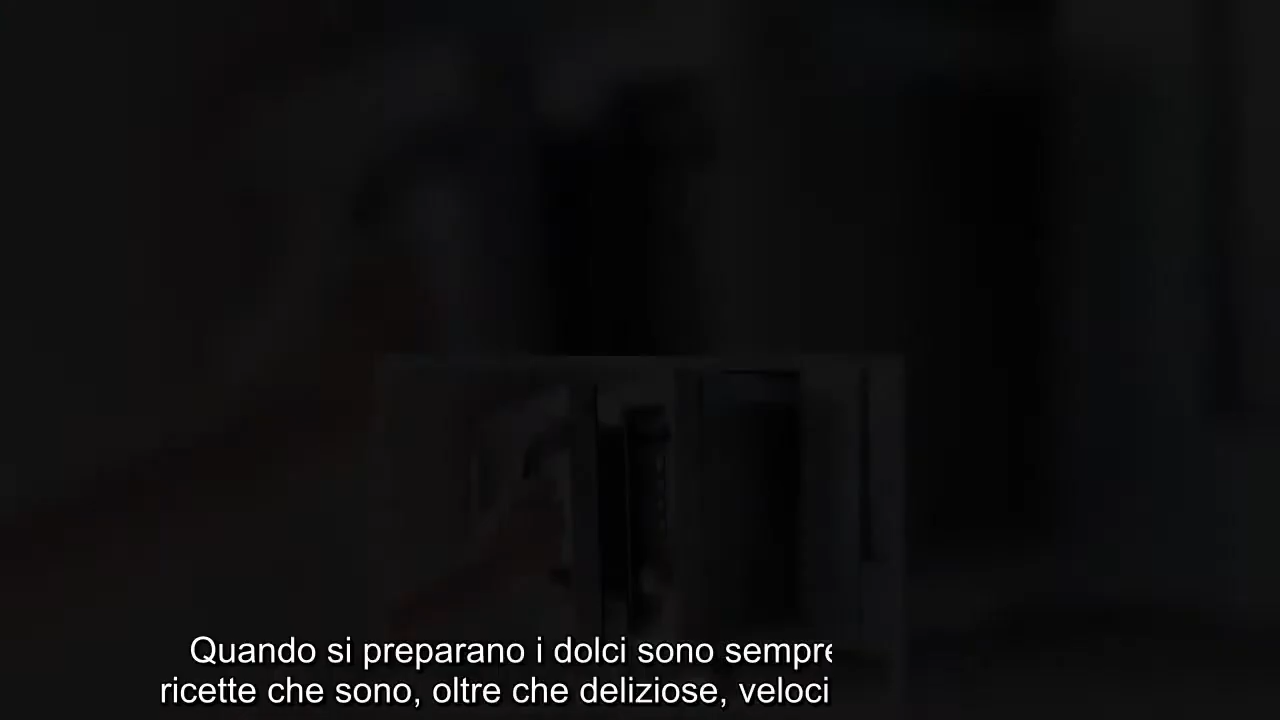 Quando si preparano i dolci sono sempre
ricette che sono, oltre che deliziose, veloci